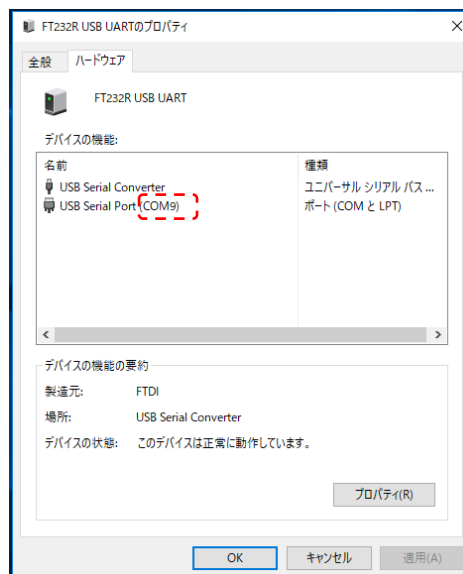 FT232R USB UARTのプロパティ
全般 ハードウェア
FT232R USB UART
デバイスの機能:
名前 種類
USB Serial Converter ユニバーサル シリアル バス ...
USB Serial Port (COM9) ポート (COM と LPT)
デバイスの機能の要約
製造元: FTDI
場所: USB Serial Converter
デバイスの状態: このデバイスは正常に動作しています。
プロパティ(R)
OK キャンセル 適用(A)